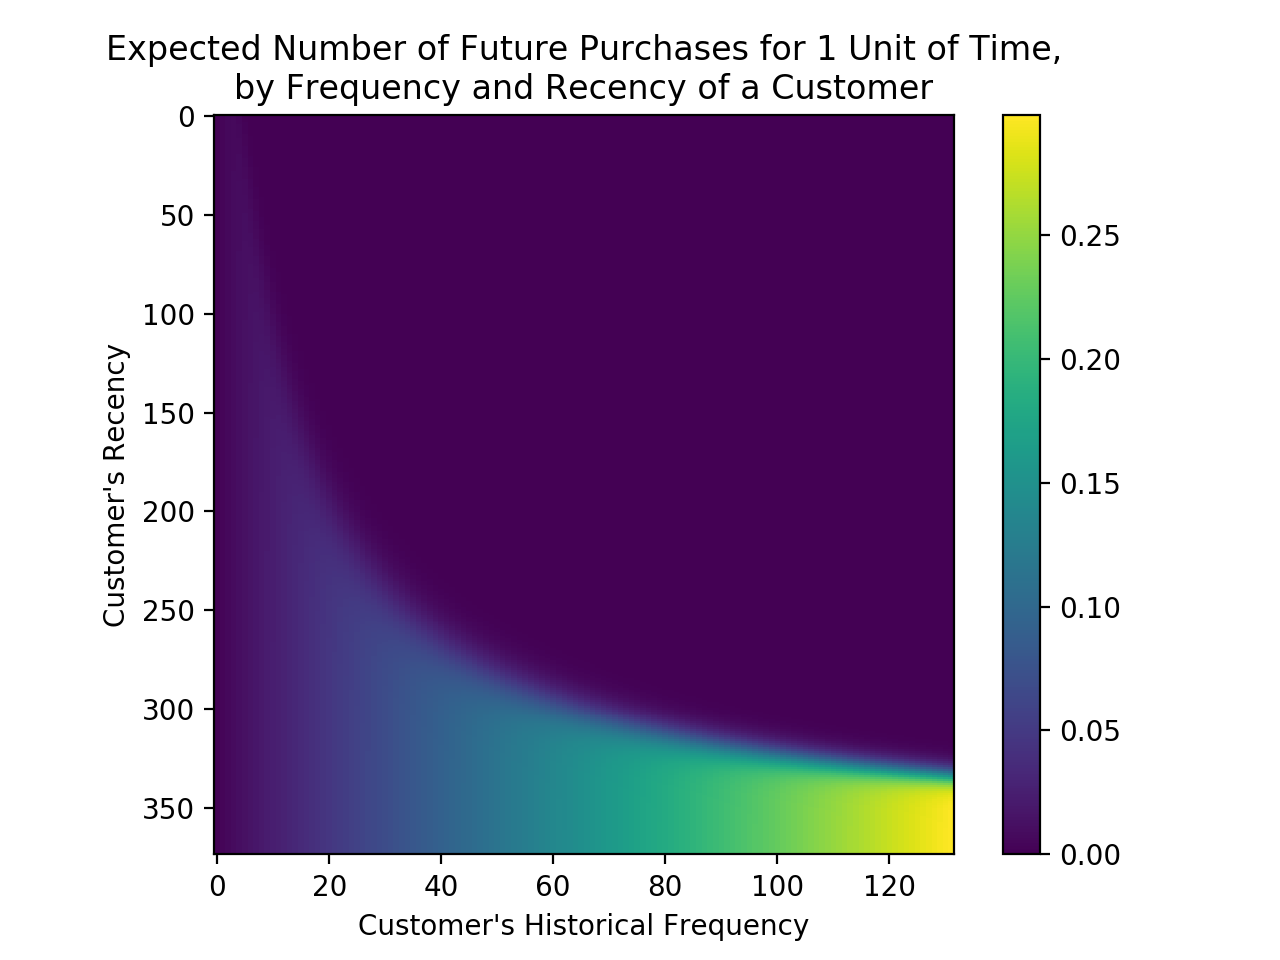 Expected Number of Future Purchases for 1 Unit of Time,
by Frequency and Recency of a Customer
0
50
100
150
200
250
300
350
Customer's Recency
0 20 40 60 80 100 120
Customer's Historical Frequency
0.25
0.20
0.15
0.10
0.05
0.00